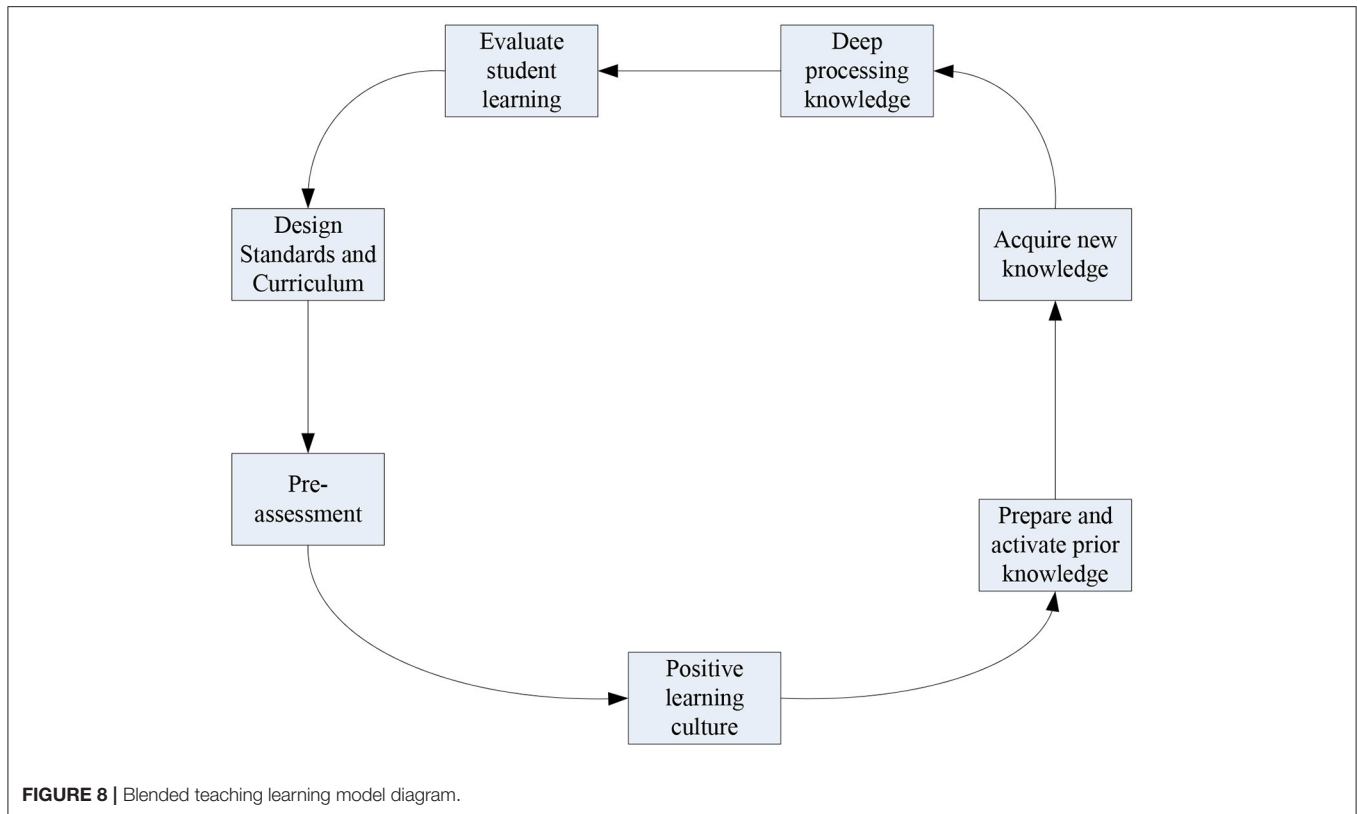 Evaluate
student
learning
Deep
processing
knowledge
Design
Standards and
Curriculum
Acquire new
knowledge
Pre-
assessment
Prepare and
activate prior
knowledge
Positive
learning
culture
FIGURE 8 | Blended teaching learning model diagram.